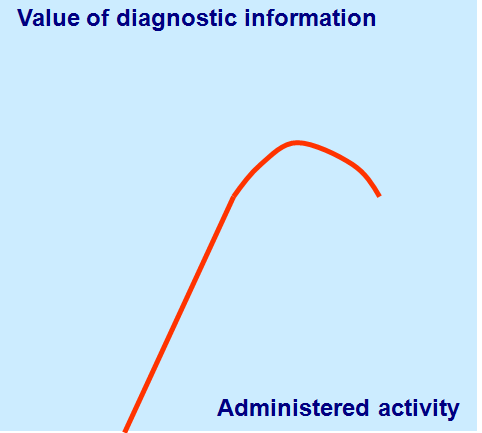 Value of diagnostic information
Administered activity